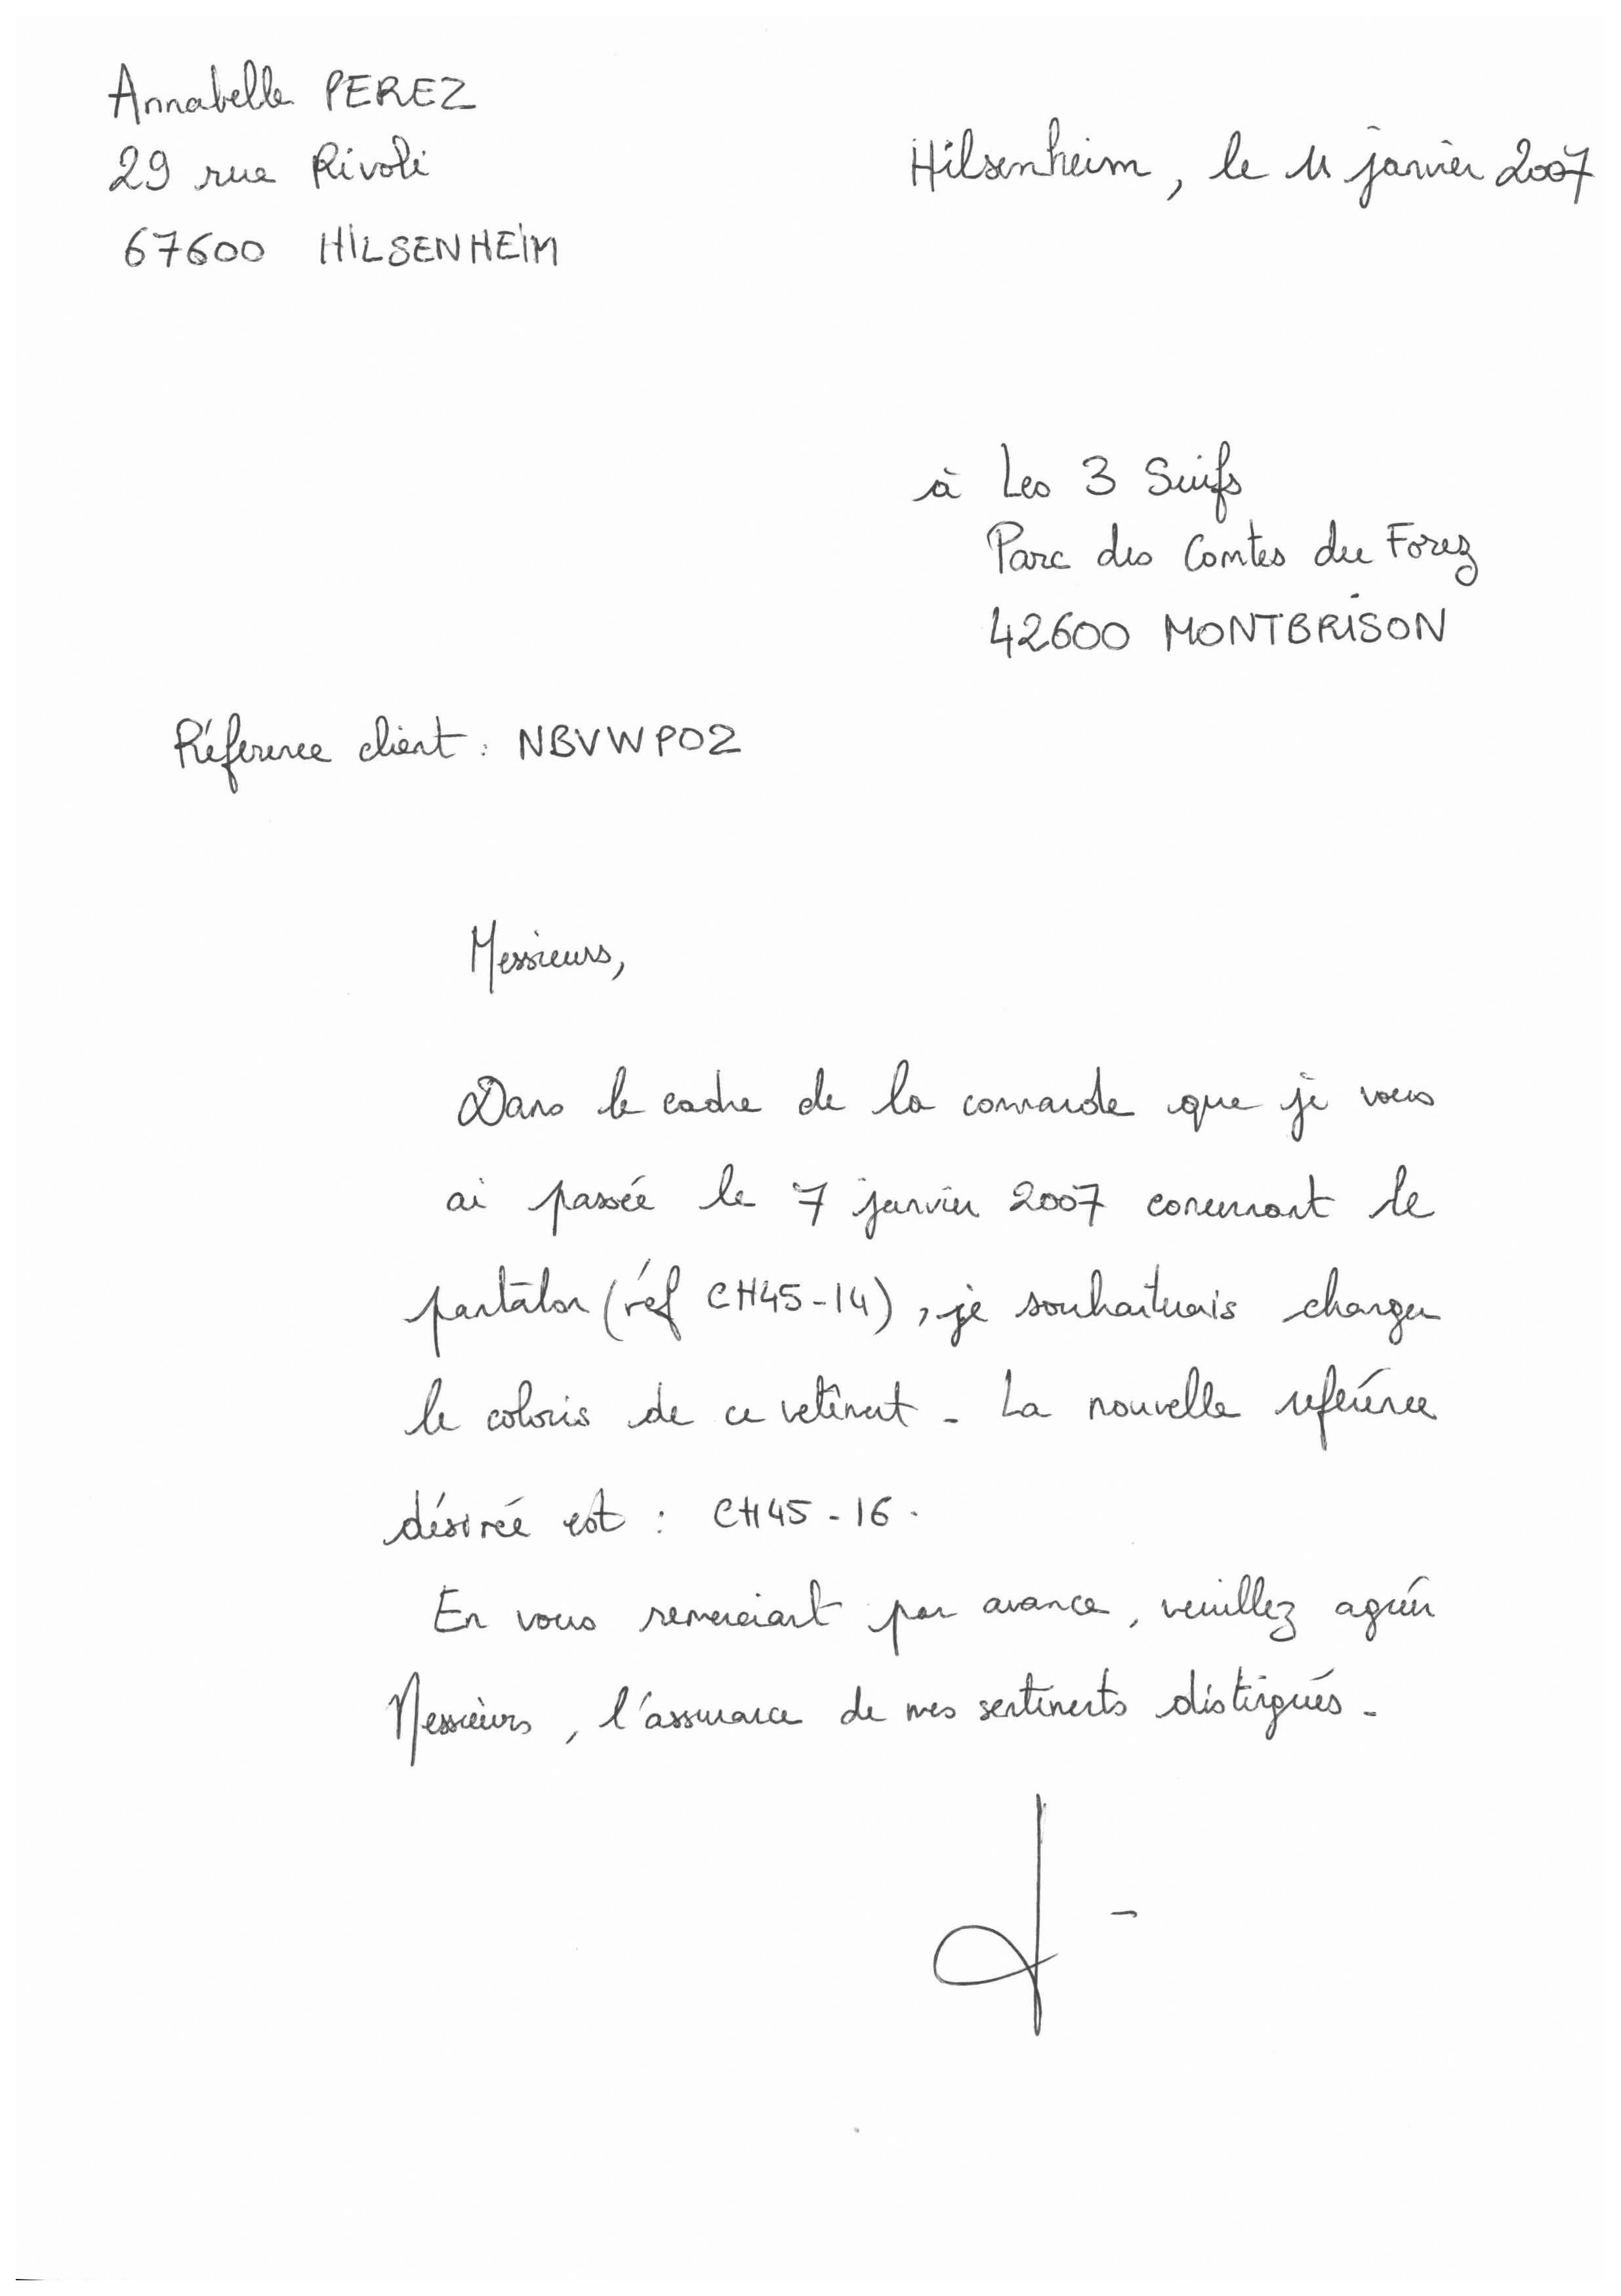 Annabelle PEREZ
29 rue Rivoli
67600 HILSENHEIM
Hilsenheim, le 11 janvier 2007
à Les 3 Suifs
Parc des Comtes du Forez
42600 MONTBRISON
Réference client : NBVWP02
Messieurs,
Dans le cadre de la commande que je vous
ai passée le 7 janvier 2007 concernant le
pantalon (réf CH45-14), je souhaiterais changer
le coloris de ce vetêment - La nouvelle reférence
désirée est : CH45-16.
En vous remerciant par avance, veuillez agréer
Messieurs, l'assurance de mes sentiments distingués -